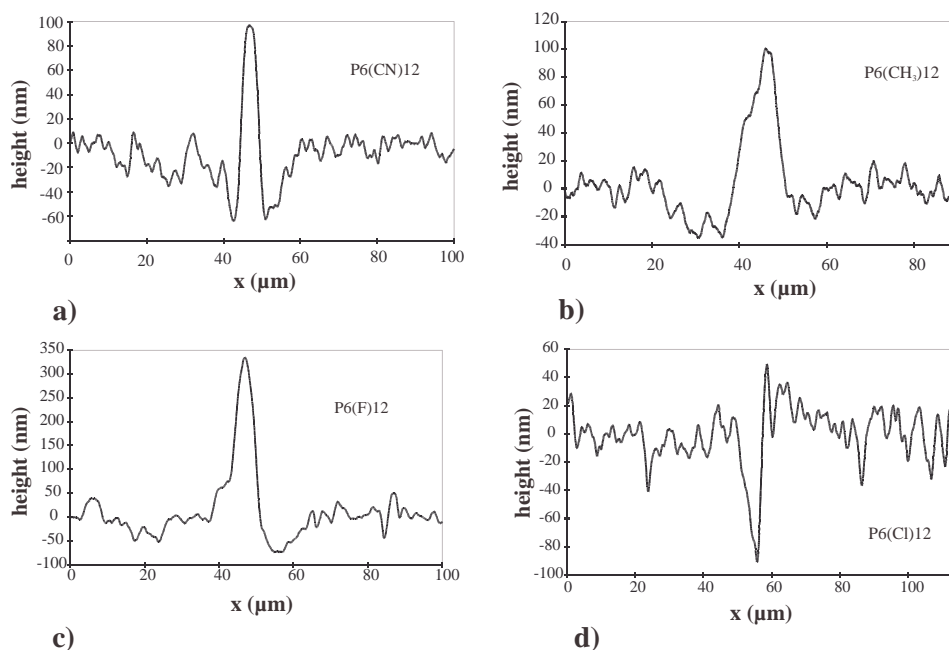 100
80
60
40
20
0
-20
-40
-60
height (nm)
P6(CN)12
0 20 40 60 80 100
x (µm)
a)
120
100
80
60
40
20
0
-20
-40
height (nm)
P6(CH₃)12
0 20 40 60 80
x (µm)
b)
350
300
250
200
150
100
50
0
-50
-100
height (nm)
P6(F)12
0 20 40 60 80 100
x (µm)
c)
60
40
20
0
-20
-40
-60
-80
-100
height (nm)
P6(Cl)12
0 20 40 60 80 100
x (µm)
d)